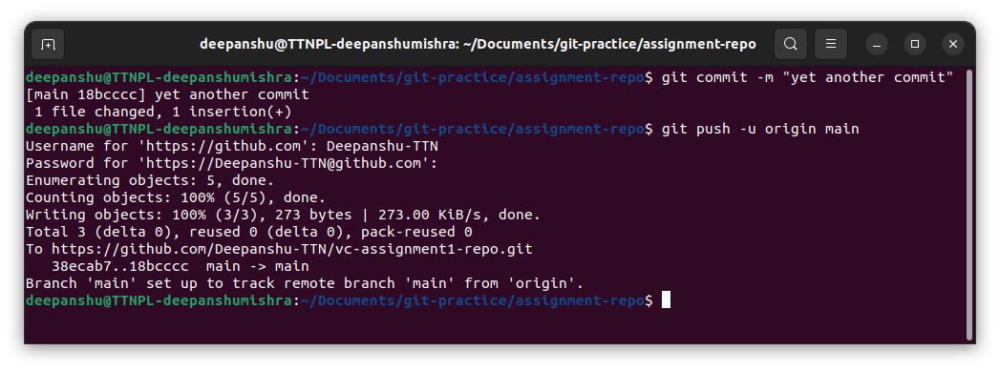 deepanshu@TTNPL-deepanshumishra: ~/Documents/git-practice/assignment-repo
deepanshu@TTNPL-deepanshumishra:~/Documents/git-practice/assignment-repo$ git commit -m "yet another commit"
[main 18bcccc] yet another commit
 1 file changed, 1 insertion(+)
deepanshu@TTNPL-deepanshumishra:~/Documents/git-practice/assignment-repo$ git push -u origin main
Username for 'https://github.com': Deepanshu-TTN
Password for 'https://Deepanshu-TTN@github.com':
Enumerating objects: 5, done.
Counting objects: 100% (5/5), done.
Writing objects: 100% (3/3), 273 bytes | 273.00 KiB/s, done.
Total 3 (delta 0), reused 0 (delta 0), pack-reused 0
To https://github.com/Deepanshu-TTN/vc-assignment1-repo.git
   38ecab7..18bcccc  main -> main
Branch 'main' set up to track remote branch 'main' from 'origin'.
deepanshu@TTNPL-deepanshumishra:~/Documents/git-practice/assignment-repo$